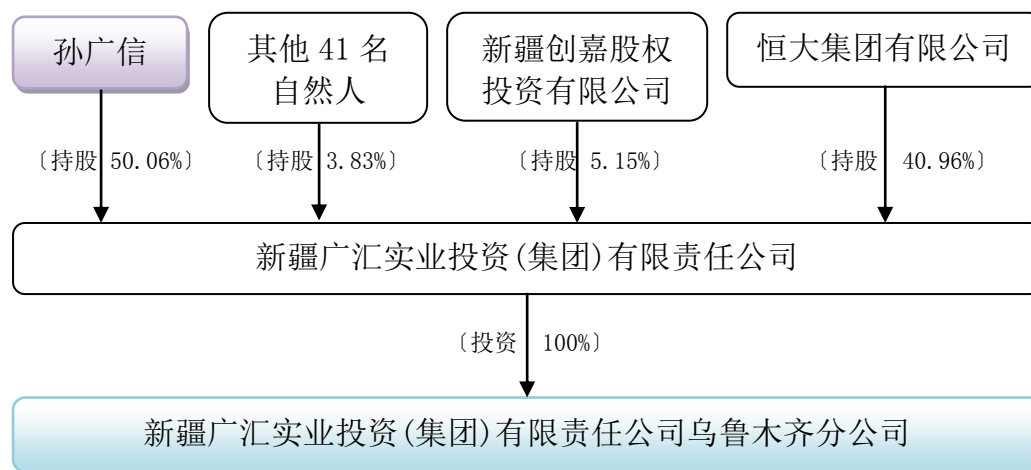 孙广信
其他 41 名
自然人
新疆创嘉股权
投资有限公司
恒大集团有限公司
〔持股 50.06%〕
〔持股 3.83%〕
〔持股 5.15%〕
〔持股 40.96%〕
新疆广汇实业投资(集团)有限责任公司
〔投资 100%〕
新疆广汇实业投资(集团)有限责任公司乌鲁木齐分公司